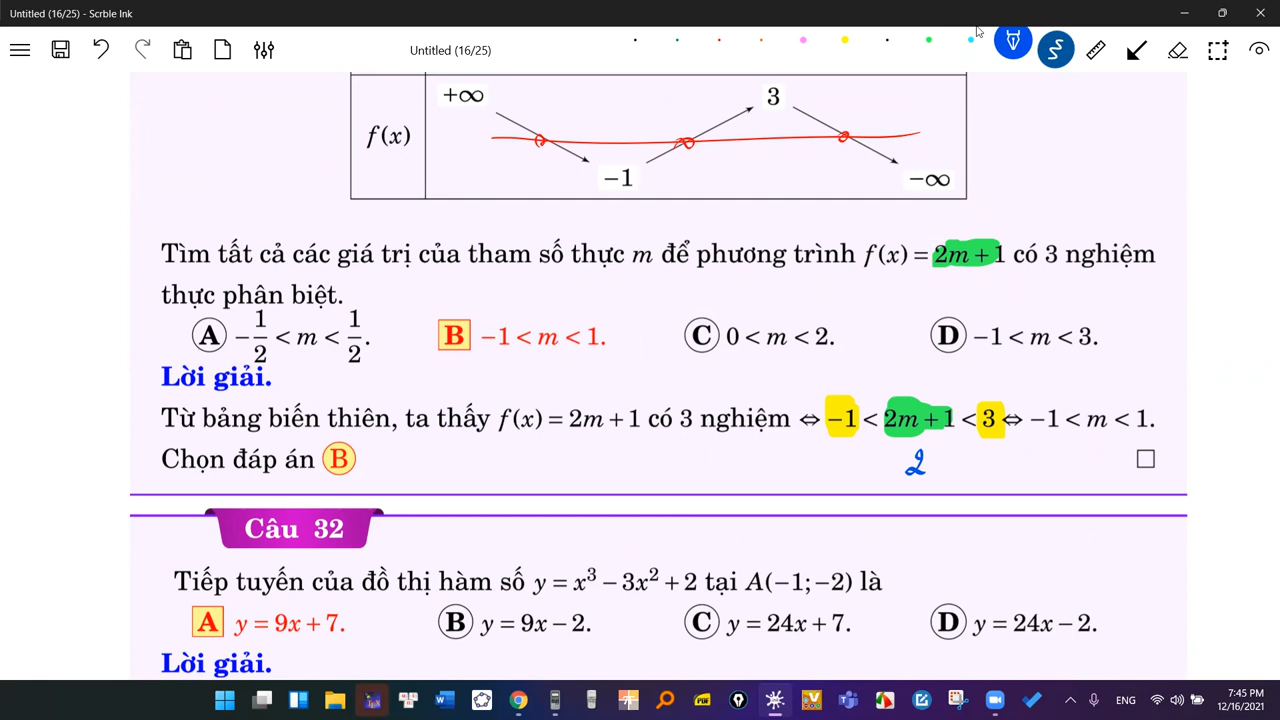 Untitled (16/25) - Scrble Ink
Untitled (16/25)
+∞ 3
f(x)
−1 −∞
Tìm tất cả các giá trị của tham số thực m để phương trình f(x) = 2m + 1 có 3 nghiệm
thực phân biệt.
A −1/2 < m < 1/2. B −1 < m < 1. C 0 < m < 2. D −1 < m < 3.
Lời giải.
Từ bảng biến thiên, ta thấy f(x) = 2m + 1 có 3 nghiệm ⇔ −1 < 2m + 1 < 3 ⇔ −1 < m < 1.
Chọn đáp án B 2 □
Câu 32
Tiếp tuyến của đồ thị hàm số y = x³ − 3x² + 2 tại A(−1; −2) là
A y = 9x + 7. B y = 9x − 2. C y = 24x + 7. D y = 24x − 2.
Lời giải.
ENG 7:45 PM
12/16/2021